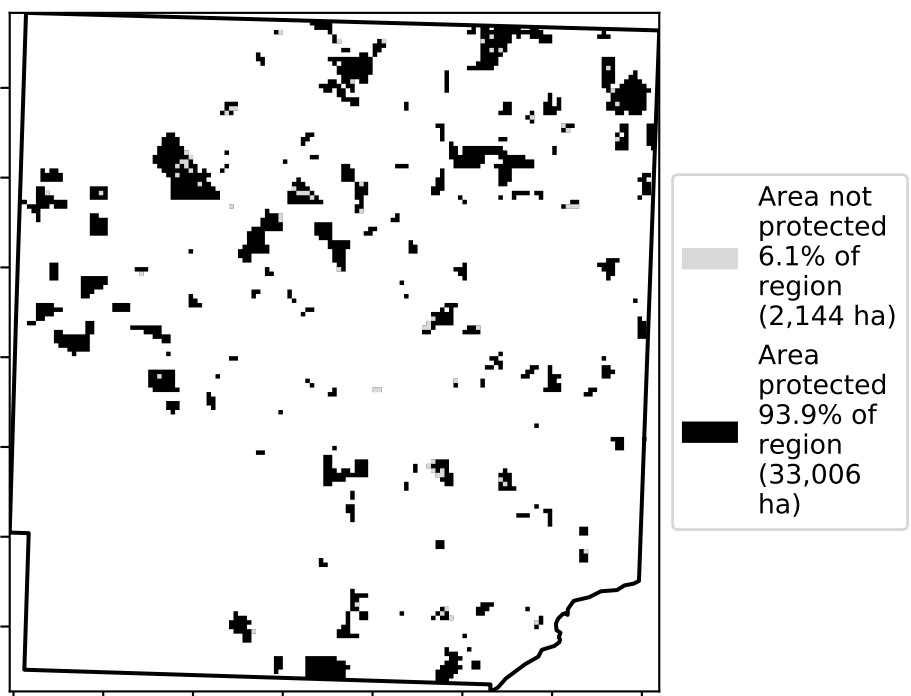 Area not
protected
6.1% of
region
(2,144 ha)
Area
protected
93.9% of
region
(33,006
ha)